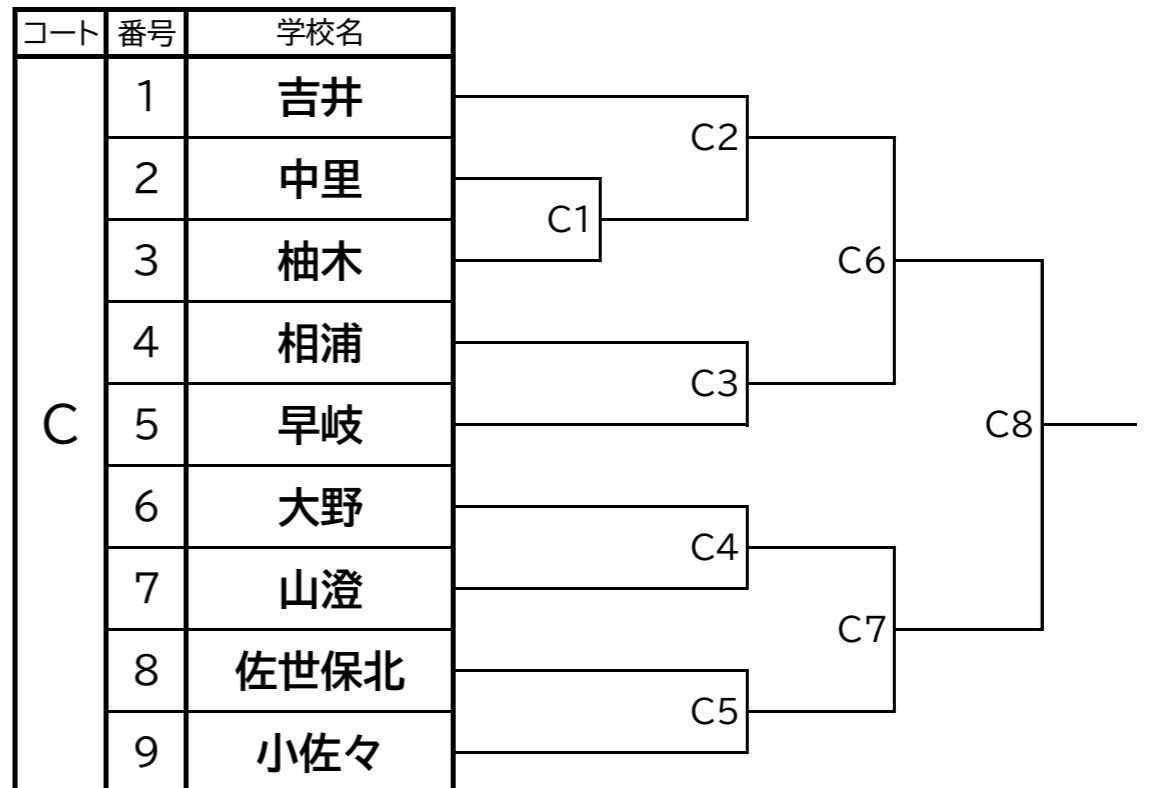 コート 番号 学校名
1 吉井
C2
2 中里
C1
3 柚木
C6
4 相浦
C3
C 5 早岐
C8
6 大野
C4
7 山澄
C7
8 佐世保北
C5
9 小佐々